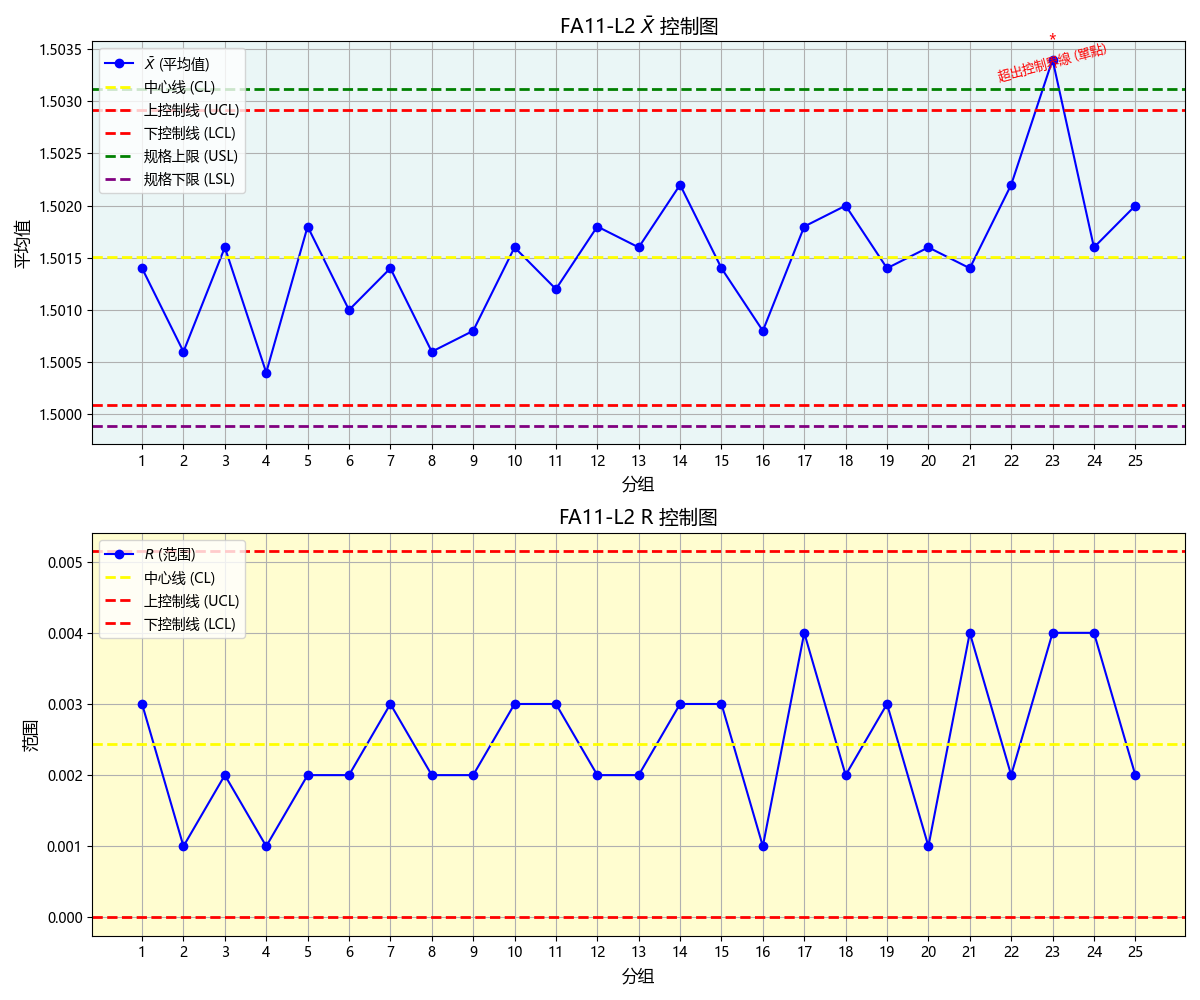 FA11-L2 X̄ 控制图
*
超出控制界線 (單點)
1.5035
1.5030
1.5025
1.5020
1.5015
1.5010
1.5005
1.5000
平均值
X̄ (平均值)
中心线 (CL)
上控制线 (UCL)
下控制线 (LCL)
规格上限 (USL)
规格下限 (LSL)
1 2 3 4 5 6 7 8 9 10 11 12 13 14 15 16 17 18 19 20 21 22 23 24 25
分组
FA11-L2 R 控制图
0.005
0.004
0.003
0.002
0.001
0.000
范围
R (范围)
中心线 (CL)
上控制线 (UCL)
下控制线 (LCL)
1 2 3 4 5 6 7 8 9 10 11 12 13 14 15 16 17 18 19 20 21 22 23 24 25
分组